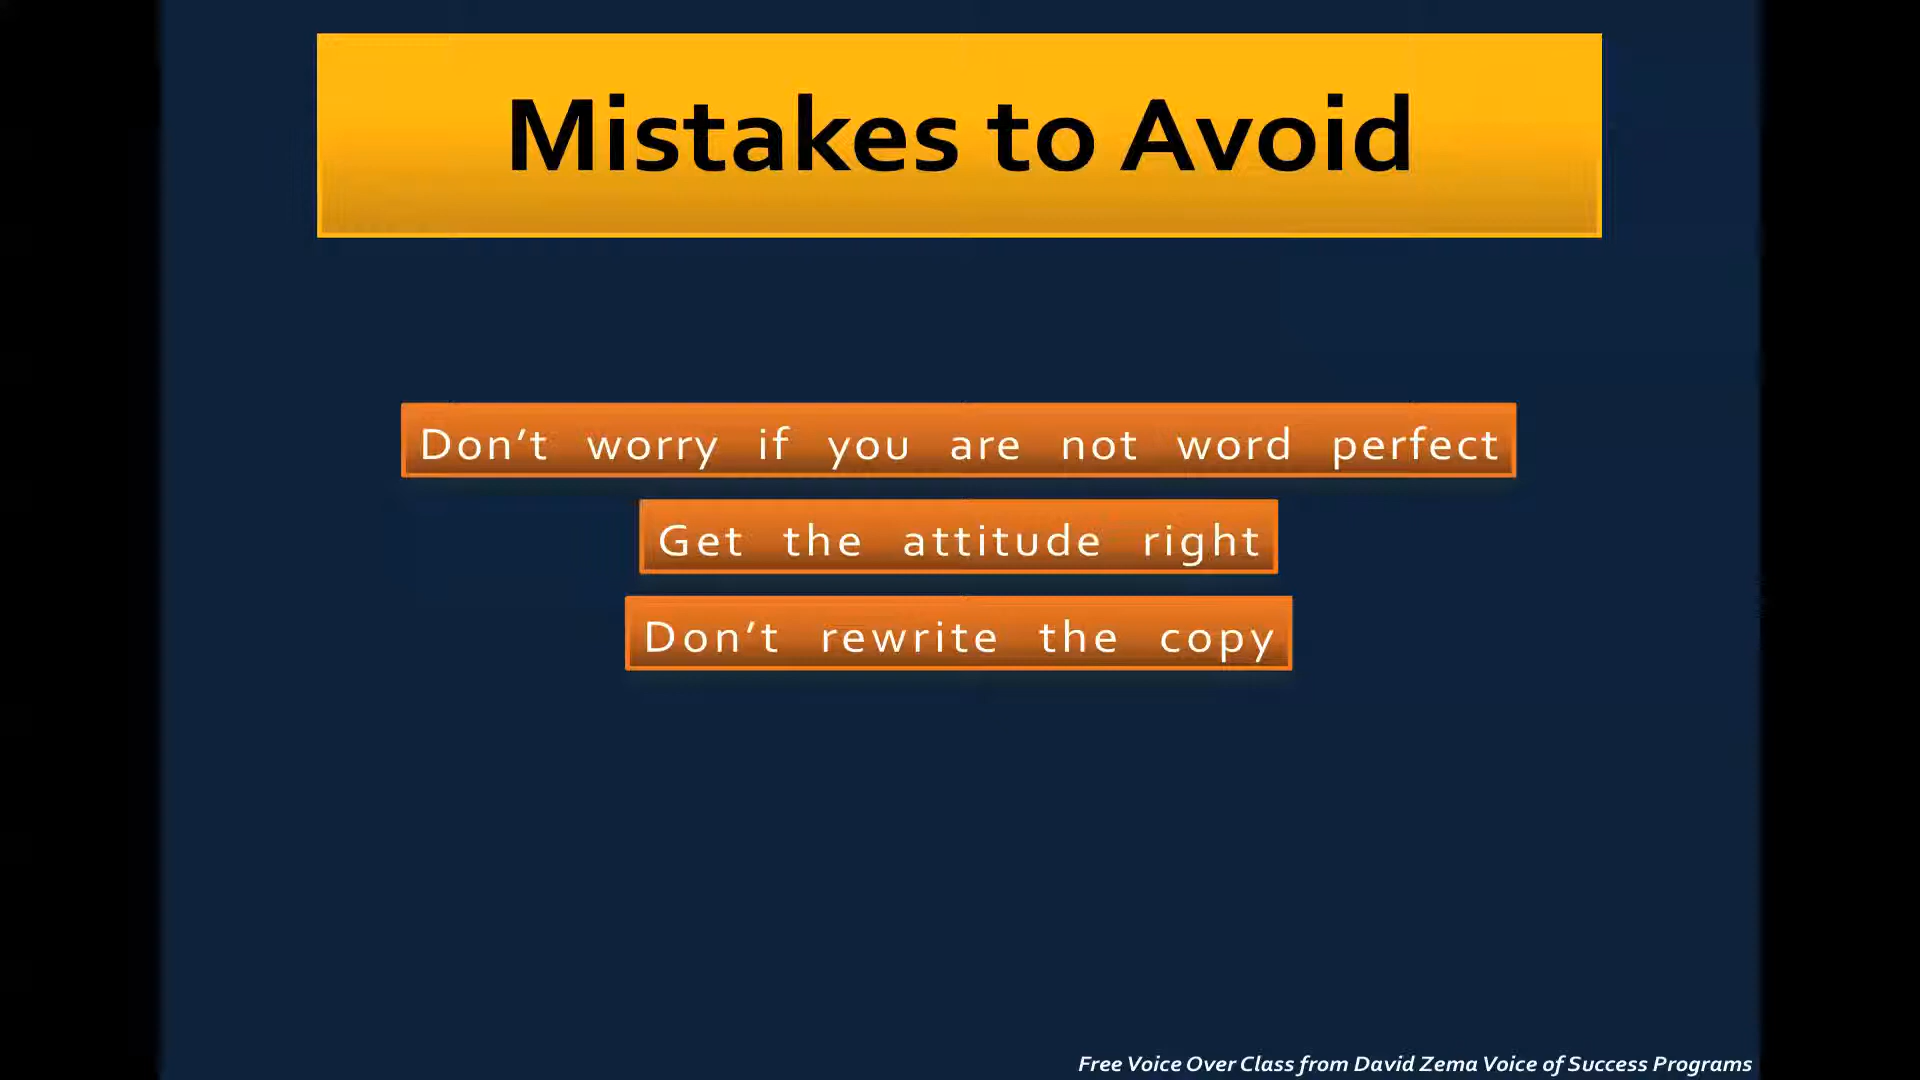 Mistakes to Avoid
Don’t worry if you are not word perfect
Get the attitude right
Don’t rewrite the copy
Free Voice Over Class from David Zema Voice of Success Programs